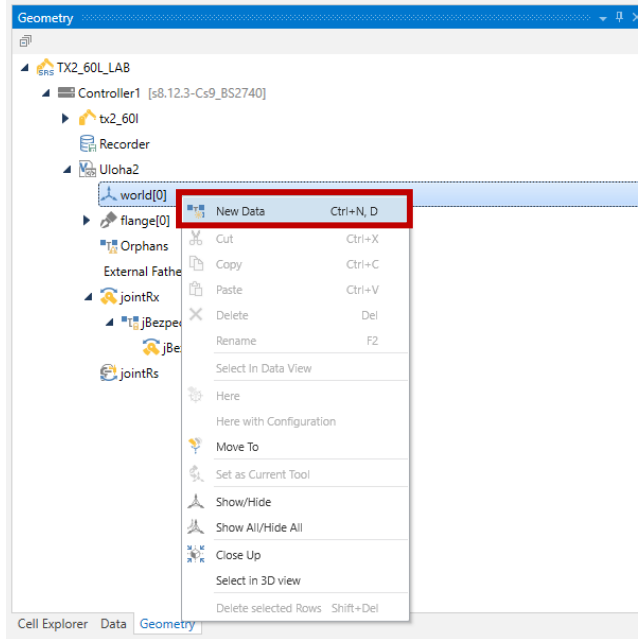 Geometry
SRS TX2_60L_LAB
Controller1 [s8.12.3-Cs9_BS2740]
tx2_60l
Recorder
Uloha2
world[0]
New Data Ctrl+N, D
flange[0]
Cut Ctrl+X
Orphans
Copy Ctrl+C
External Fathe
Paste Ctrl+V
jointRx
Delete Del
jBezpe
Rename F2
jBe
Select In Data View
jointRs
Here
Here with Configuration
Move To
Set as Current Tool
Show/Hide
Show All/Hide All
Close Up
Select in 3D view
Delete selected Rows Shift+Del
Cell Explorer Data Geometry